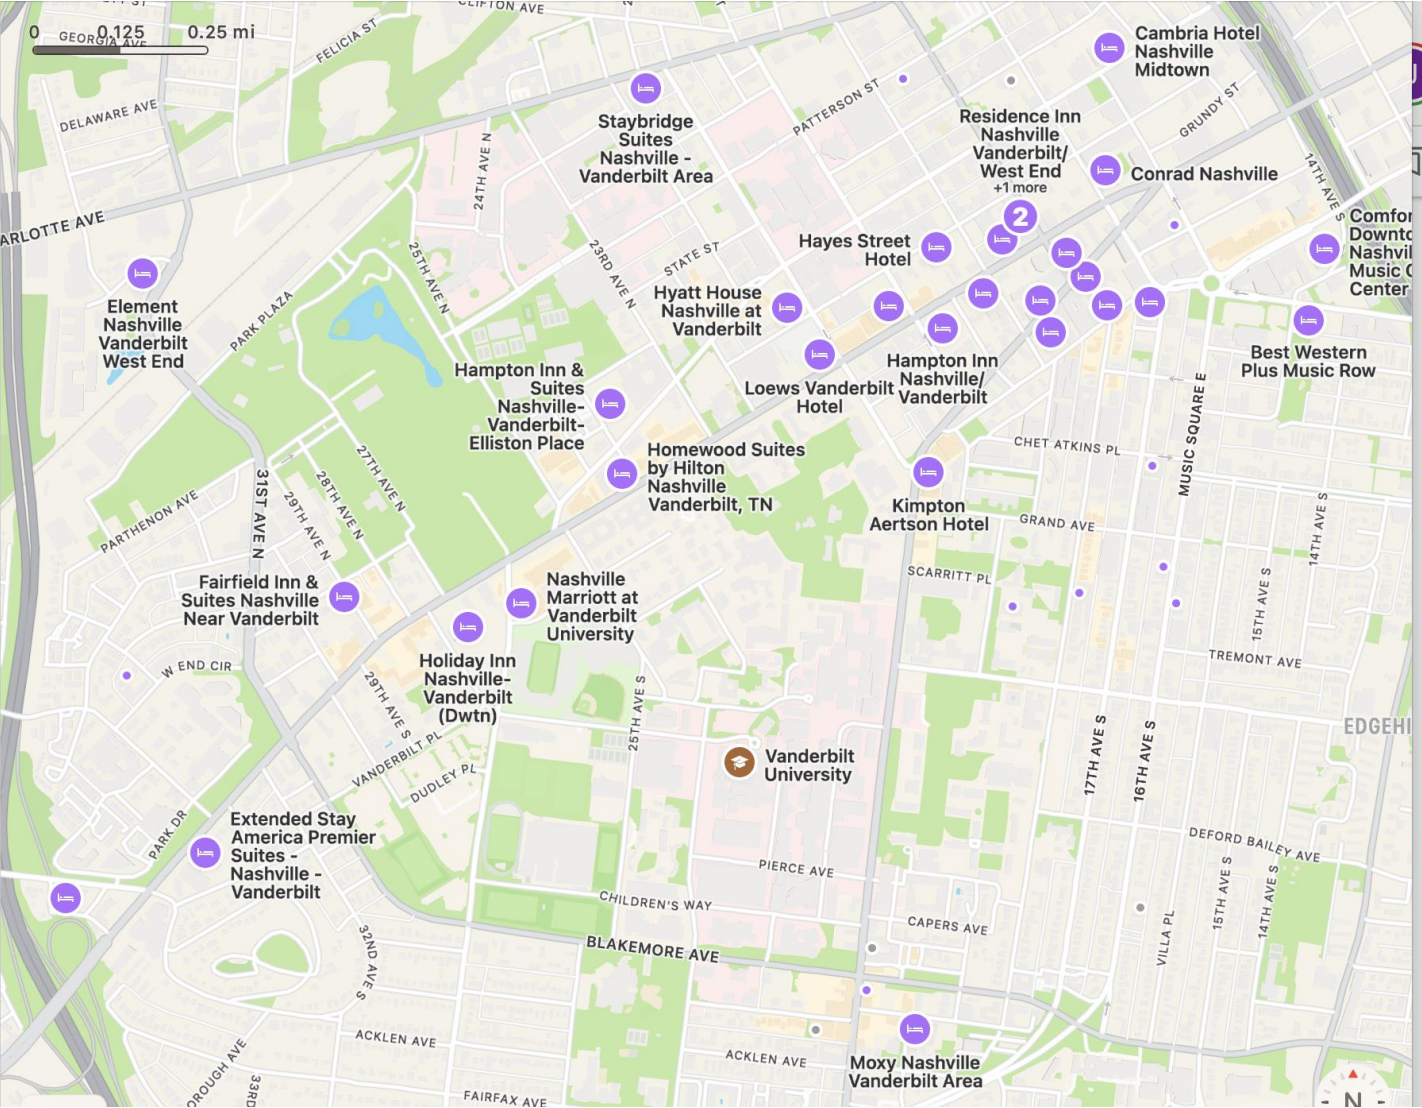 CLIFTON AVE
0 0.125 0.25 mi
GEORGIA AVE
FELICIA ST
DELAWARE AVE
Cambria Hotel
Nashville
Midtown
PATTERSON ST
GRUNDY ST
Staybridge
Suites
Nashville -
Vanderbilt Area
24TH AVE N
Residence Inn
Nashville
Vanderbilt/
West End
+1 more
2
Conrad Nashville
14TH AVE S
ARLOTTE AVE
Hayes Street
Hotel
STATE ST
23RD AVE N
25TH AVE N
Comfor
Downto
Nashvil
Music C
Center
Element
Nashville
Vanderbilt
West End
PARK PLAZA
Hyatt House
Nashville at
Vanderbilt
Best Western
Plus Music Row
Hampton Inn &
Suites
Nashville-
Vanderbilt-
Elliston Place
Loews Vanderbilt
Hotel
Hampton Inn
Nashville/
Vanderbilt
MUSIC SQUARE E
CHET ATKINS PL
Homewood Suites
by Hilton
Nashville
Vanderbilt, TN
27TH AVE N
28TH AVE N
29TH AVE N
31ST AVE N
PARTHENON AVE
Kimpton
Aertson Hotel
GRAND AVE
14TH AVE S
SCARRITT PL
15TH AVE S
Fairfield Inn &
Suites Nashville
Near Vanderbilt
Nashville
Marriott at
Vanderbilt
University
Holiday Inn
Nashville-
Vanderbilt
(Dwtn)
W END CIR
29TH AVE S
25TH AVE S
TREMONT AVE
EDGEHI
17TH AVE S
16TH AVE S
VANDERBILT PL
DUDLEY PL
Vanderbilt
University
PARK DR
Extended Stay
America Premier
Suites -
Nashville -
Vanderbilt
DEFORD BAILEY AVE
PIERCE AVE
CHILDREN'S WAY
CAPERS AVE
15TH AVE S
14TH AVE S
VILLA PL
BLAKEMORE AVE
32ND AVE S
ACKLEN AVE
ACKLEN AVE
Moxy Nashville
Vanderbilt Area
OROUGH AVE
33RD
FAIRFAX AVE
N